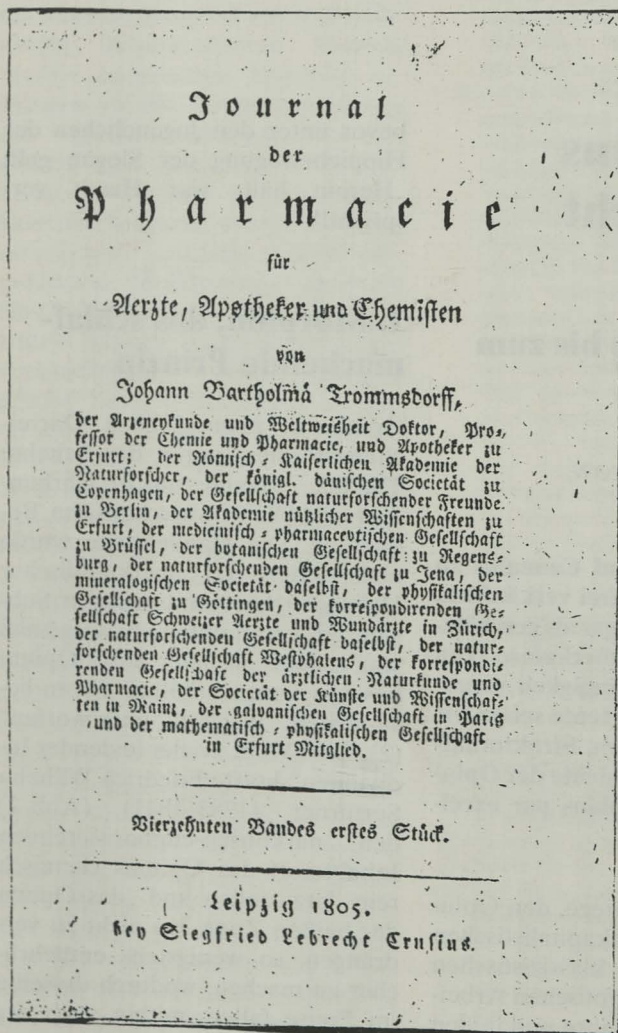 Journal
der
Pharmacie
für
Aerzte, Apotheker und Chemisten
von
Johann Bartholmä Trommsdorff,
der Arzeneykunde und Weltweisheit Doktor, Pro-
fessor der Chemie und Pharmacie, und Apotheker zu
Erfurt; der Römisch-Kaiserlichen Akademie der
Naturforscher, der königl. dänischen Societät zu
Copenhagen, der Gesellschaft naturforschender Freunde
zu Berlin, der Akademie nützlicher Wissenschaften zu
Erfurt, der medicinisch-pharmacevtischen Gesellschaft
zu Brüssel, der botanischen Gesellschaft zu Regens-
burg, der naturforschenden Gesellschaft zu Jena, der
mineralogischen Societät daselbst, der physikalischen
Gesellschaft zu Göttingen, der korrespondirenden Ge-
sellschaft Schweizer Aerzte und Wundärzte in Zürich,
der naturforschenden Gesellschaft daselbst, der natur-
forschenden Gesellschaft Westphalens, der korrespondi-
renden Gesellschaft der ärztlichen Naturkunde und
Pharmacie, der Societät der Künste und Wissenschaf-
ten in Mainz, der galvanischen Gesellschaft in Paris
und der mathematisch-physikalischen Gesellschaft
in Erfurt Mitglied.
Vierzehnten Bandes erstes Stück.
Leipzig 1805.
bey Siegfried Lebrecht Crusius.